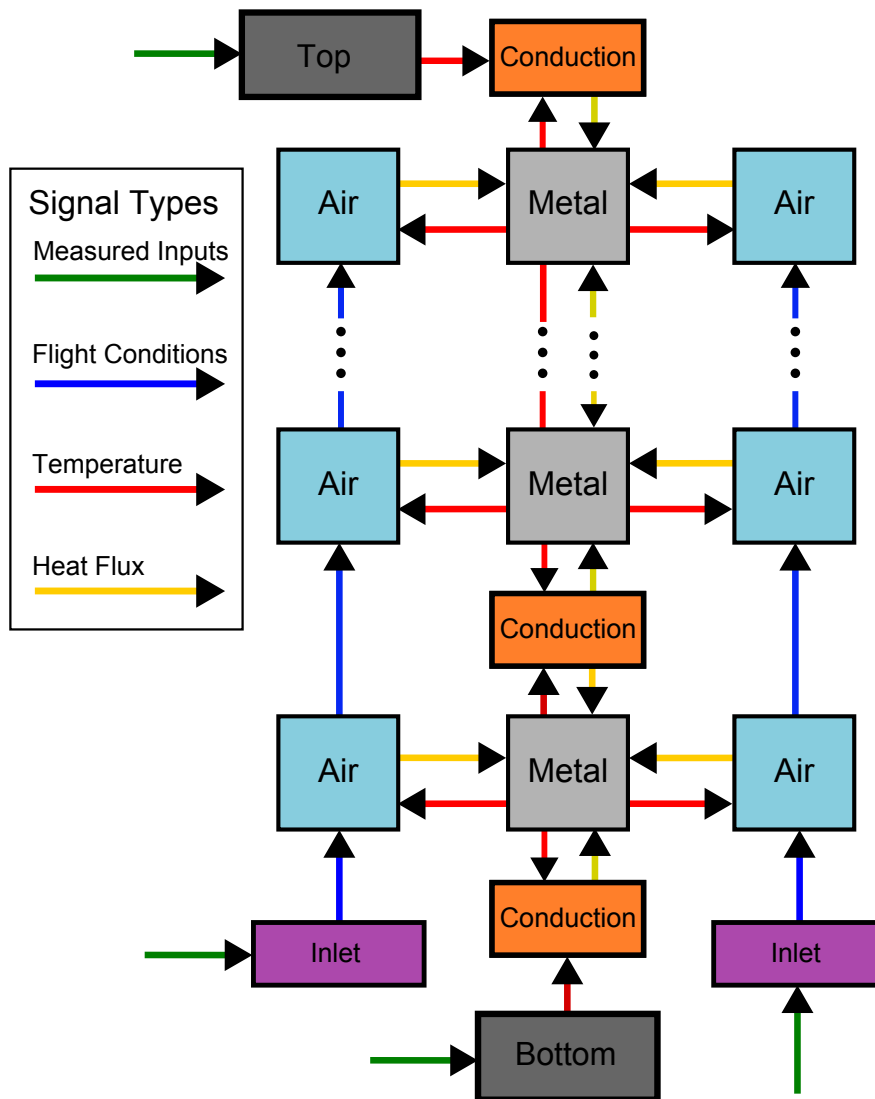 Top
Conduction
Air
Metal
Air
Signal Types
Measured Inputs
Flight Conditions
Temperature
Heat Flux
Air
Metal
Air
Conduction
Air
Metal
Air
Conduction
Inlet
Inlet
Bottom